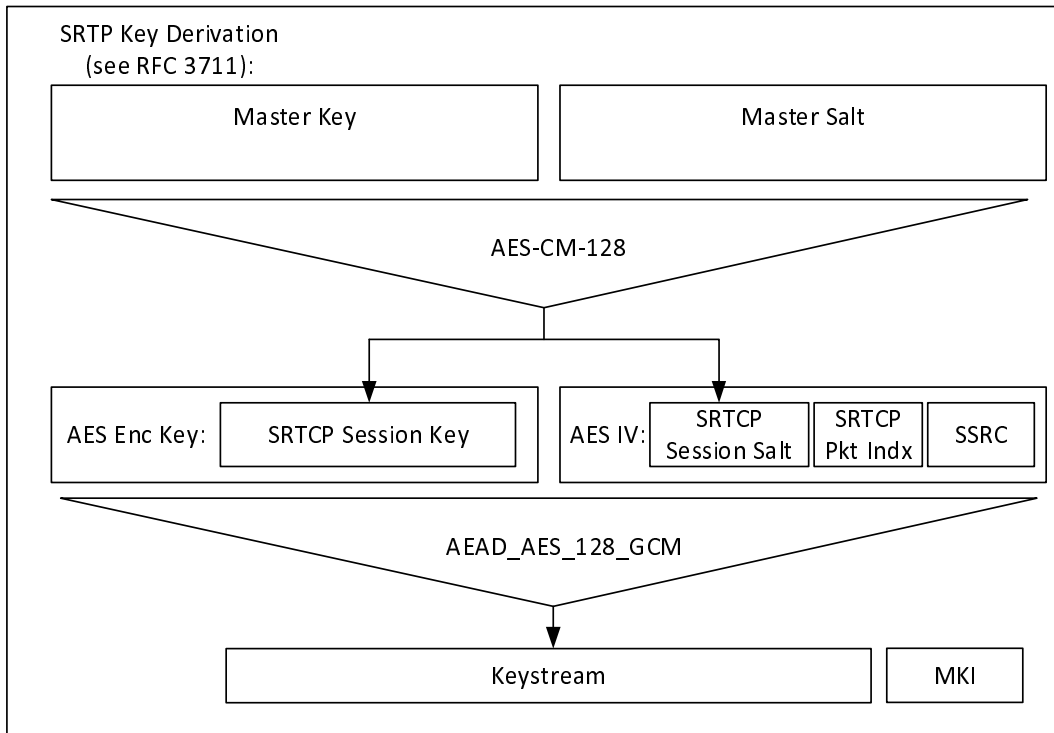 SRTP Key Derivation
(see RFC 3711):
Master Key
Master Salt
AES-CM-128
AES Enc Key:
SRTCP Session Key
AES IV:
SRTCP
Session Salt
SRTCP
Pkt Indx
SSRC
AEAD_AES_128_GCM
Keystream
MKI